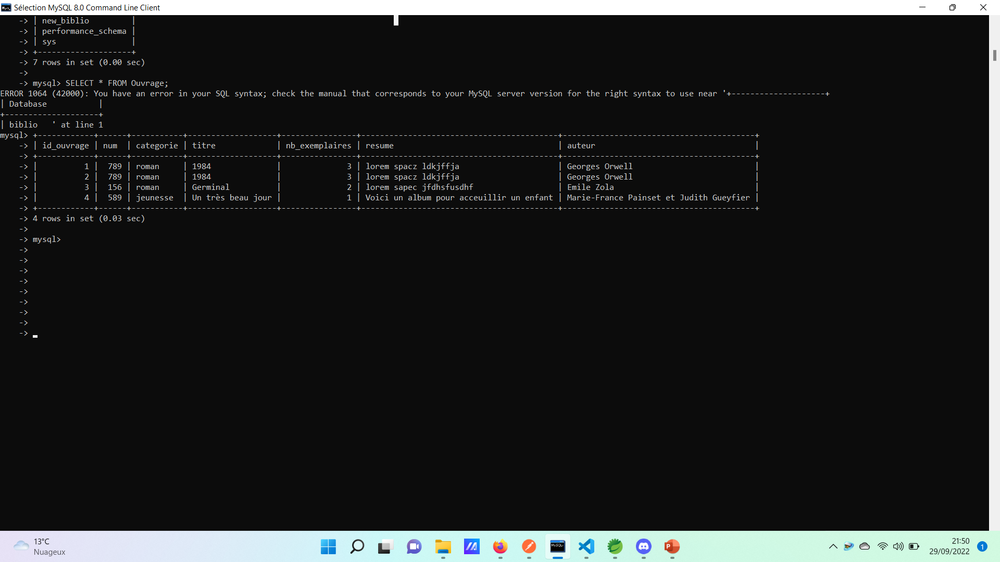 Sélection MySQL 8.0 Command Line Client
    -> | new_biblio         |
    -> | performance_schema |
    -> | sys                |
    -> +--------------------+
    -> 7 rows in set (0.00 sec)
    ->
    -> mysql> SELECT * FROM Ouvrage;
ERROR 1064 (42000): You have an error in your SQL syntax; check the manual that corresponds to your MySQL server version for the right syntax to use near '+--------------------+
| Database           |
+--------------------+
| biblio   ' at line 1
mysql> +------------+------+-----------+-------------------+----------------+------------------------------------------+-----------------------------------------+
    -> | id_ouvrage | num  | categorie | titre             | nb_exemplaires | resume                                   | auteur                                  |
    -> +------------+------+-----------+-------------------+----------------+------------------------------------------+-----------------------------------------+
    -> |          1 |  789 | roman     | 1984              |              3 | lorem spacz ldkjffja                     | Georges Orwell                          |
    -> |          2 |  789 | roman     | 1984              |              3 | lorem spacz ldkjffja                     | Georges Orwell                          |
    -> |          3 |  156 | roman     | Germinal          |              2 | lorem sapec jfdhsfusdhf                  | Emile Zola                              |
    -> |          4 |  589 | jeunesse  | Un très beau jour |              1 | Voici un album pour acceuillir un enfant | Marie-France Painset et Judith Gueyfier |
    -> +------------+------+-----------+-------------------+----------------+------------------------------------------+-----------------------------------------+
    -> 4 rows in set (0.03 sec)
    ->
    -> mysql>
    ->
    ->
    ->
    ->
    ->
    ->
    ->
    ->
    ->
13°C
Nuageux
MySQL
P
21:50
29/09/2022
1